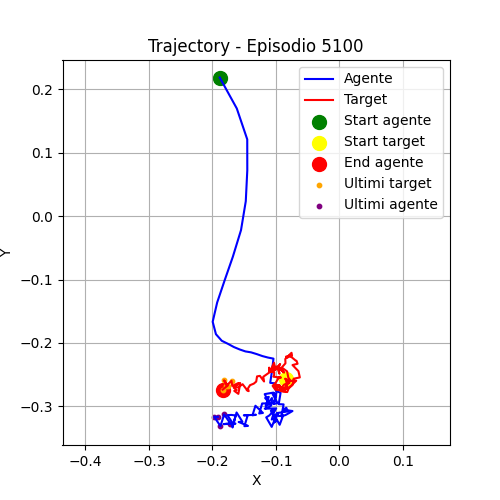 Trajectory - Episodio 5100
Agente
Target
Start agente
Start target
End agente
Ultimi target
Ultimi agente
0.2
0.1
0.0
−0.1
−0.2
−0.3
Y
−0.4
−0.3
−0.2
−0.1
0.0
0.1
X